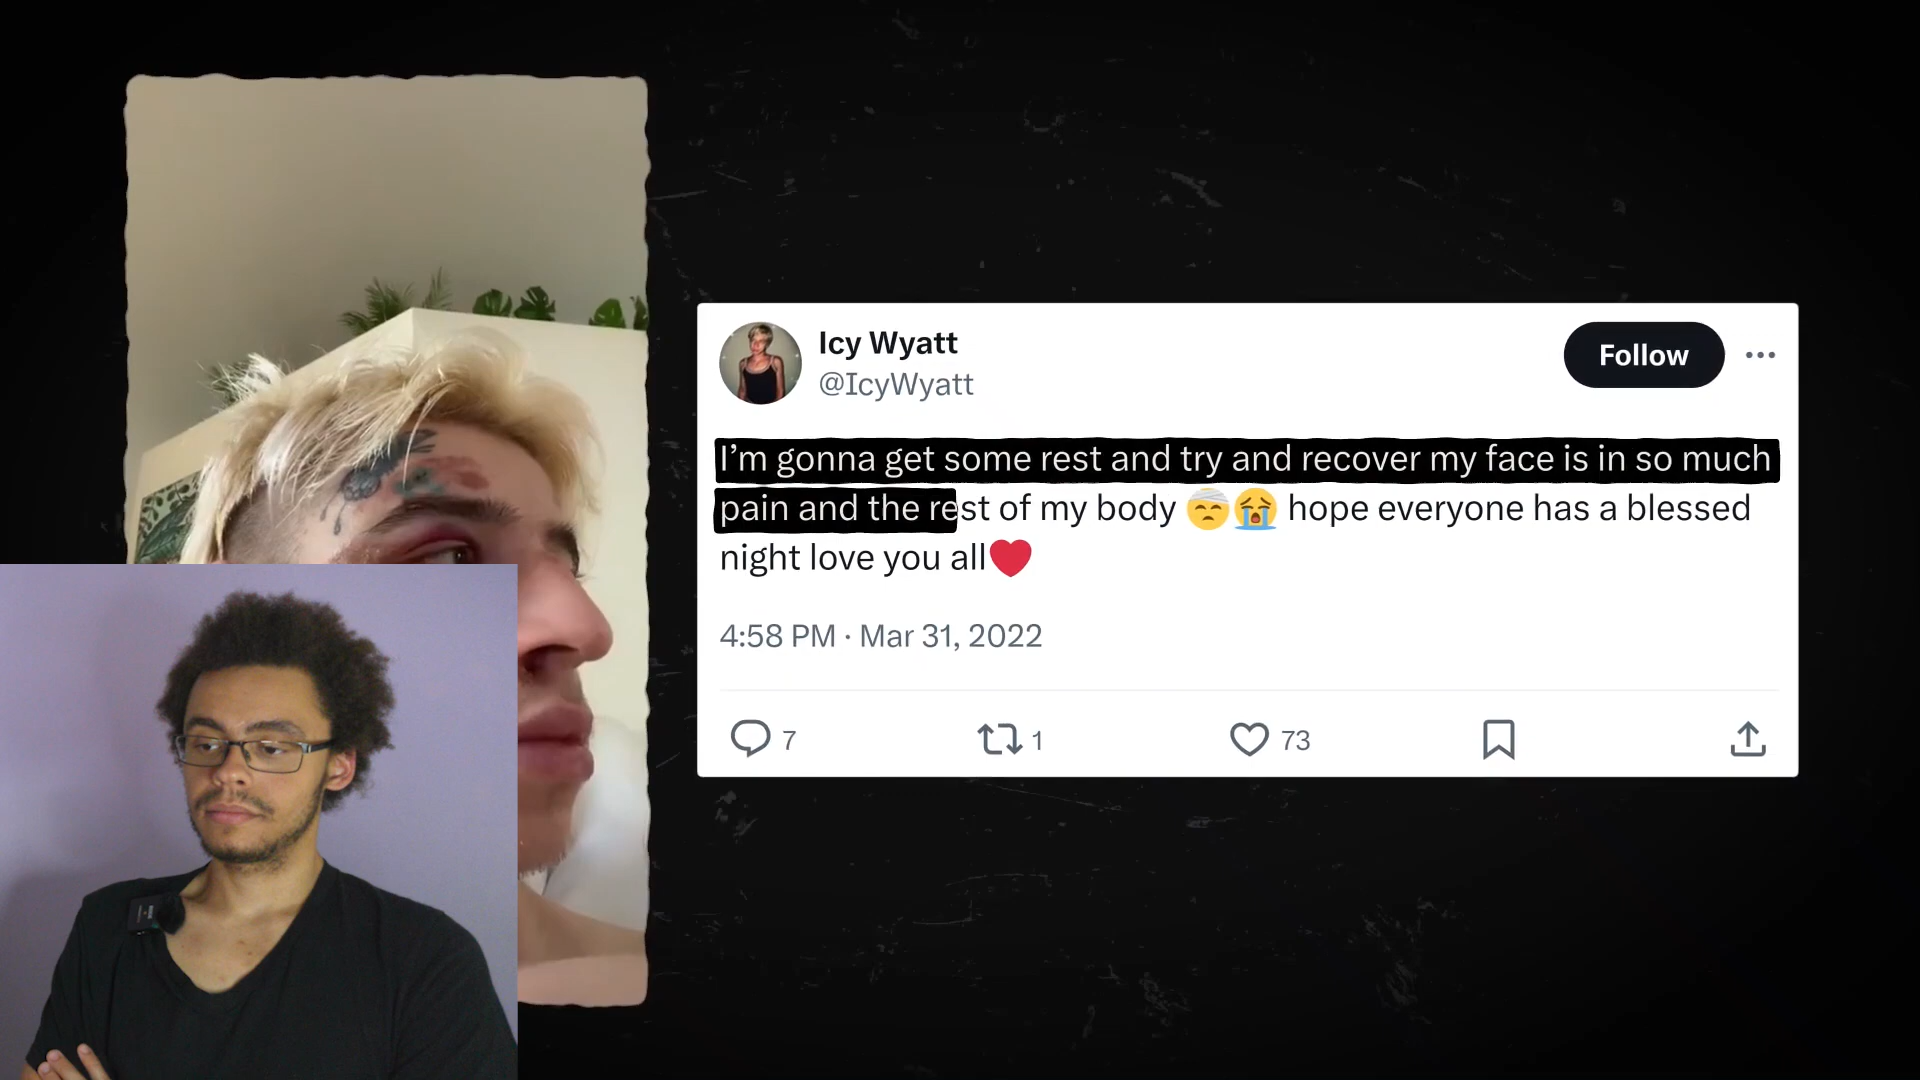 Icy Wyatt
@IcyWyatt
Follow
I’m gonna get some rest and try and recover my face is in so much
pain and the rest of my body 🤕😭 hope everyone has a blessed
night love you all❤️
4:58 PM · Mar 31, 2022
7
1
73